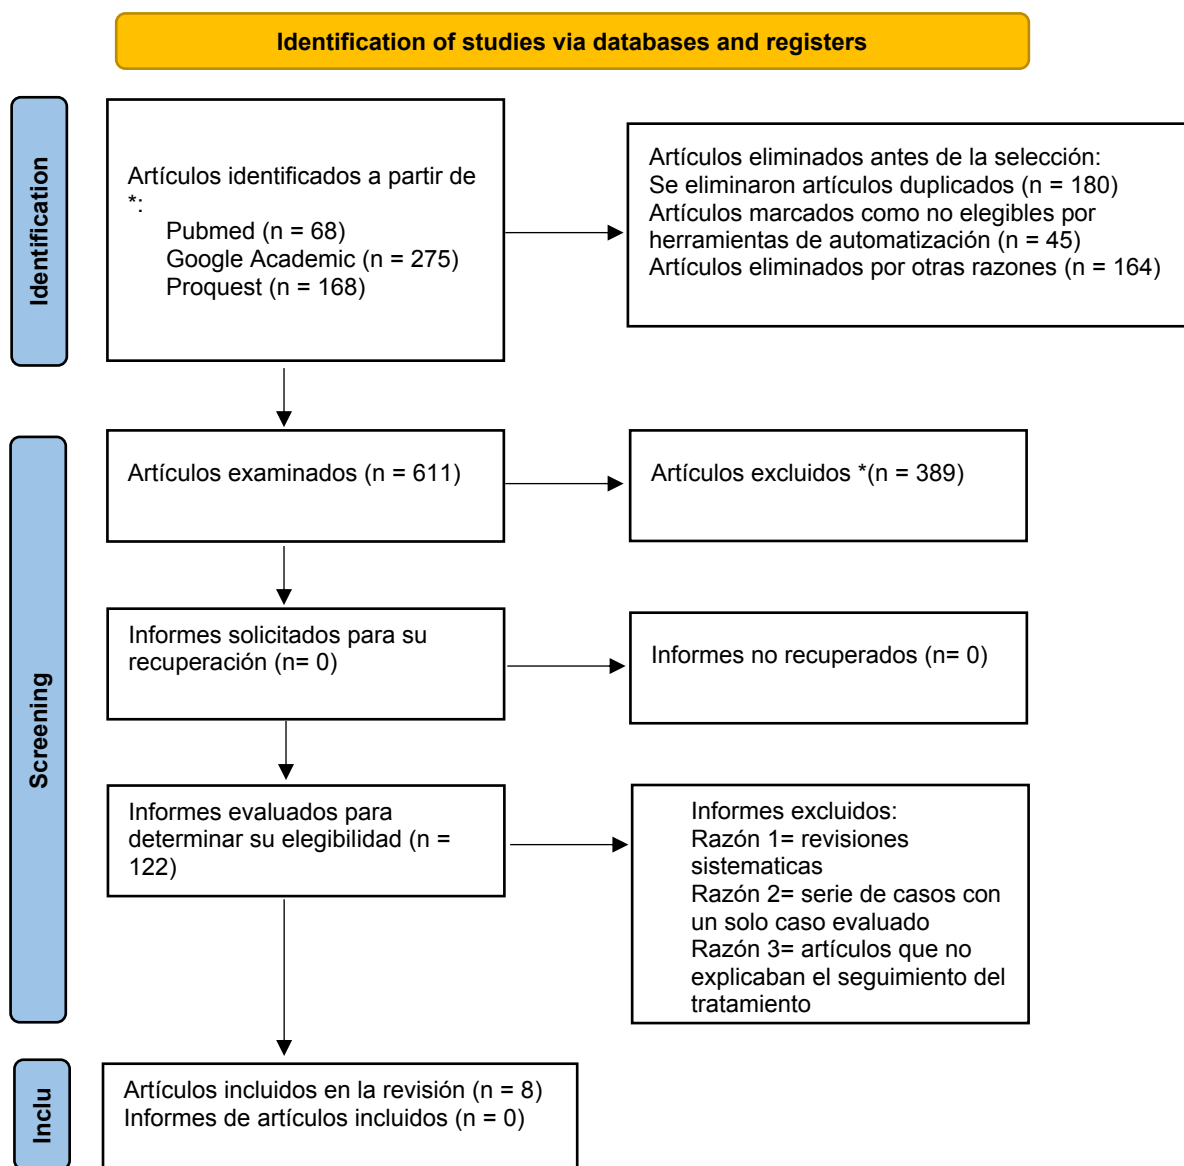 Identification of studies via databases and registers
Identification
Artículos identificados a partir de
*:
Pubmed (n = 68)
Google Academic (n = 275)
Proquest (n = 168)
Artículos eliminados antes de la selección:
Se eliminaron artículos duplicados (n = 180)
Artículos marcados como no elegibles por
herramientas de automatización (n = 45)
Artículos eliminados por otras razones (n = 164)
Screening
Artículos examinados (n = 611)
Artículos excluidos *(n = 389)
Informes solicitados para su
recuperación (n= 0)
Informes no recuperados (n= 0)
Informes evaluados para
determinar su elegibilidad (n =
122)
Informes excluidos:
Razón 1= revisiones
sistematicas
Razón 2= serie de casos con
un solo caso evaluado
Razón 3= artículos que no
explicaban el seguimiento del
tratamiento
Inclu
Artículos incluidos en la revisión (n = 8)
Informes de artículos incluidos (n = 0)